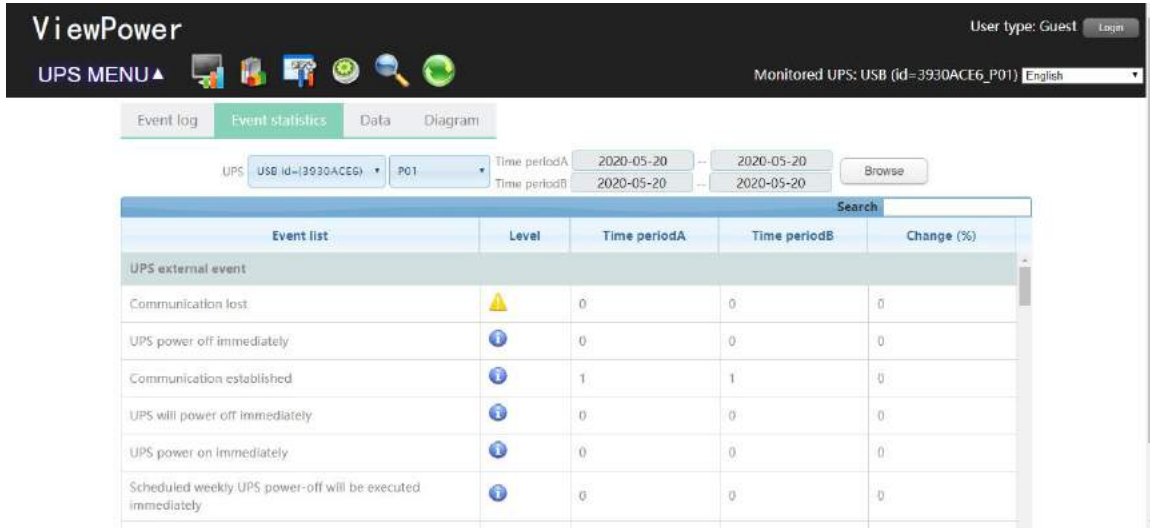 ViewPower
User type: Guest Login
UPS MENU▲
Monitored UPS: USB (id=3930ACE6_P01) English
Event log Event statistics Data Diagram
UPS USB id=(3930ACE6) P01
Time periodA 2020-05-20 -- 2020-05-20
Time periodB 2020-05-20 -- 2020-05-20
Browse
Search
Event list Level Time periodA Time periodB Change (%)
UPS external event
Communication lost 0 0 0
UPS power off immediately 0 0 0
Communication established 1 1 0
UPS will power off immediately 0 0 0
UPS power on immediately 0 0 0
Scheduled weekly UPS power-off will be executed
immediately 0 0 0